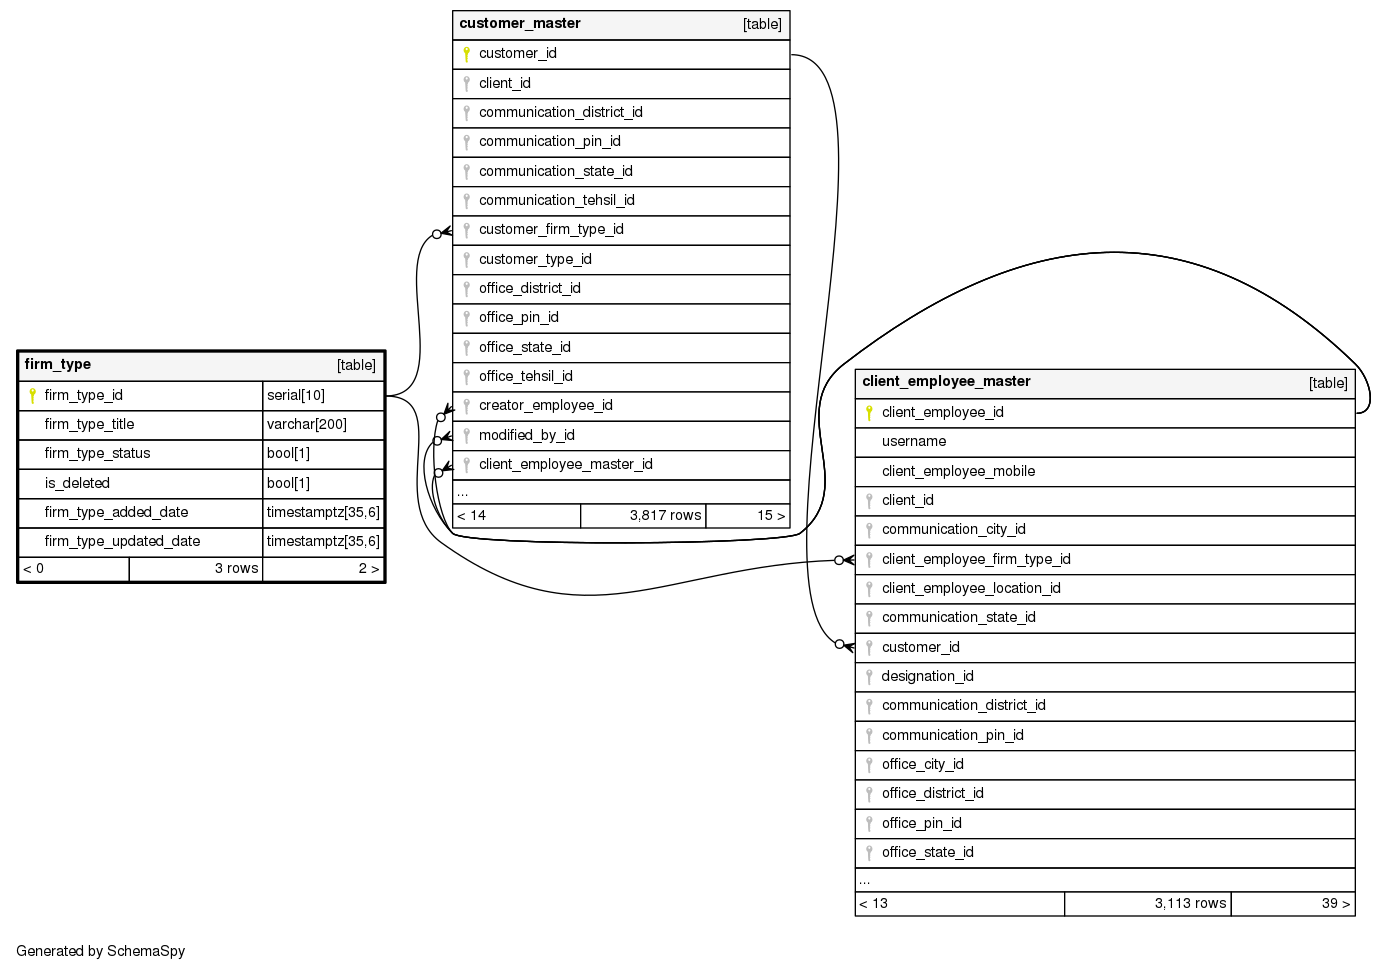 customer_master [table]
customer_id
client_id
communication_district_id
communication_pin_id
communication_state_id
communication_tehsil_id
customer_firm_type_id
customer_type_id
office_district_id
office_pin_id
office_state_id
office_tehsil_id
creator_employee_id
modified_by_id
client_employee_master_id
...
< 14 3,817 rows 15 >
firm_type [table]
firm_type_id serial[10]
firm_type_title varchar[200]
firm_type_status bool[1]
is_deleted bool[1]
firm_type_added_date timestamptz[35,6]
firm_type_updated_date timestamptz[35,6]
< 0 3 rows 2 >
client_employee_master [table]
client_employee_id
username
client_employee_mobile
client_id
communication_city_id
client_employee_firm_type_id
client_employee_location_id
communication_state_id
customer_id
designation_id
communication_district_id
communication_pin_id
office_city_id
office_district_id
office_pin_id
office_state_id
...
< 13 3,113 rows 39 >
Generated by SchemaSpy